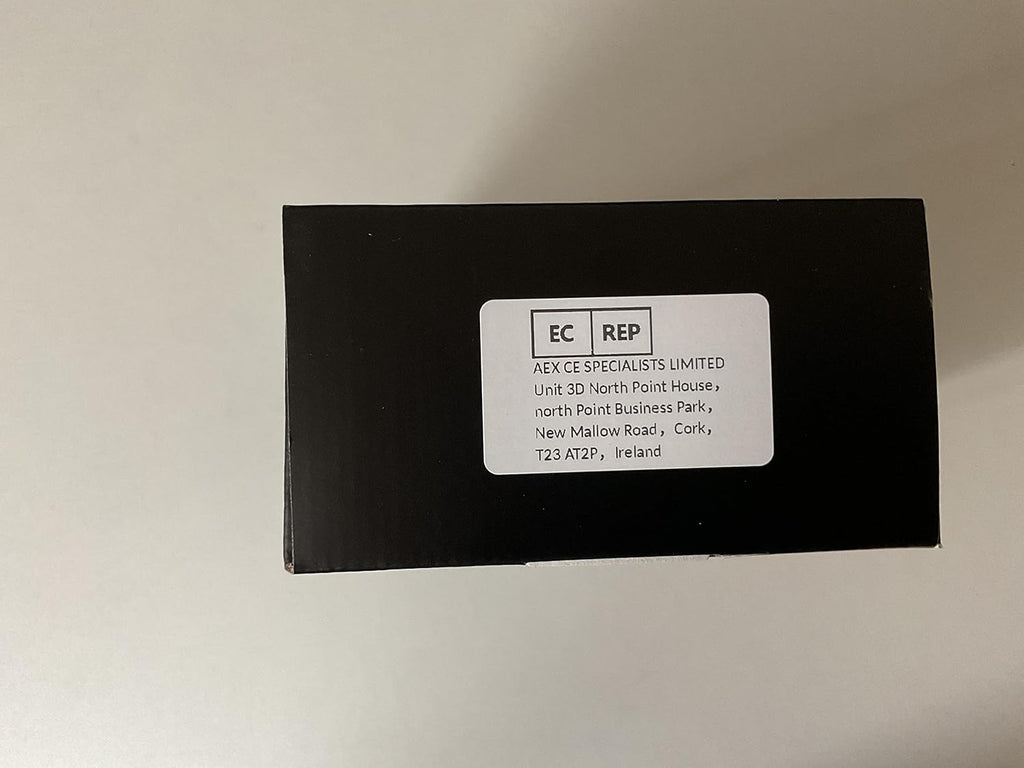 EC REP
AEX CE SPECIALISTS LIMITED
Unit 3D North Point House，
north Point Business Park，
New Mallow Road，Cork，
T23 AT2P，Ireland